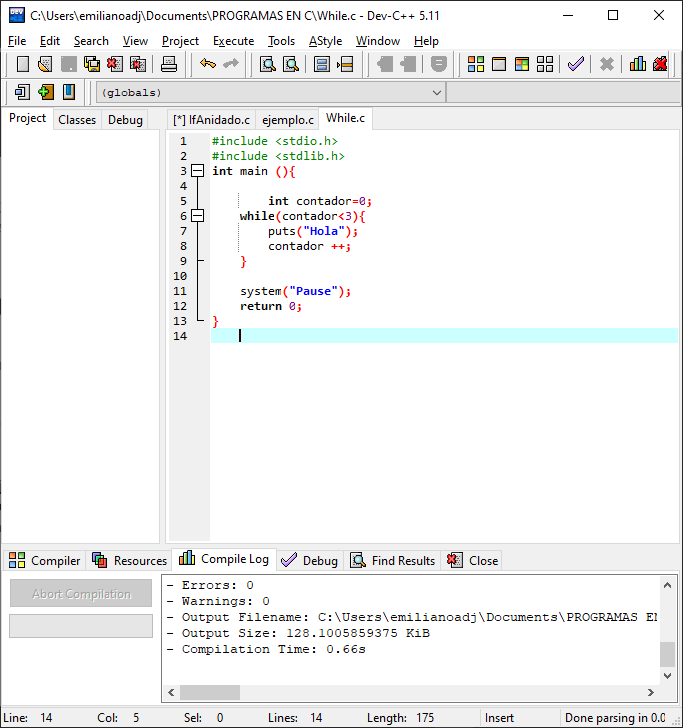 C:\Users\emilianoadj\Documents\PROGRAMAS EN C\While.c - Dev-C++ 5.11
File Edit Search View Project Execute Tools AStyle Window Help
(globals)
Project Classes Debug
[*] IfAnidado.c ejemplo.c While.c
1 #include <stdio.h>
2 #include <stdlib.h>
3 int main (){
4
5 int contador=0;
6 while(contador<3){
7 puts("Hola");
8 contador ++;
9 }
10
11 system("Pause");
12 return 0;
13 }
14
Compiler Resources Compile Log Debug Find Results Close
Abort Compilation
- Errors: 0
- Warnings: 0
- Output Filename: C:\Users\emilianoadj\Documents\PROGRAMAS EN
- Output Size: 128.1005859375 KiB
- Compilation Time: 0.66s
Line: 14 Col: 5 Sel: 0 Lines: 14 Length: 175 Insert Done parsing in 0.0